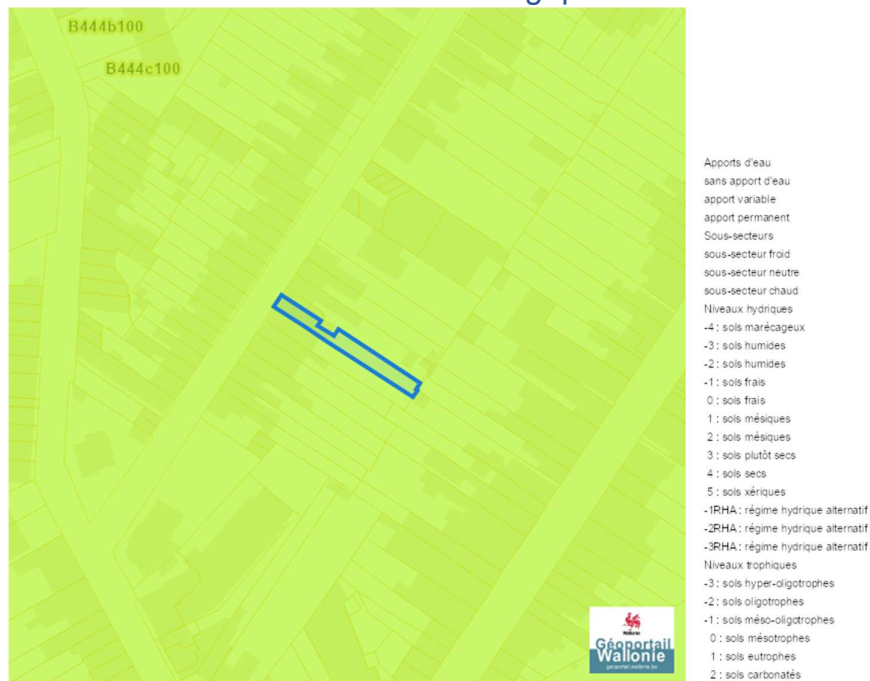 B444b100
B444c100
Apports d'eau
sans apport d'eau
apport variable
apport permanent
Sous-secteurs
sous-secteur froid
sous-secteur neutre
sous-secteur chaud
Niveaux hydriques
-4 : sols marécageux
-3 : sols humides
-2 : sols humides
-1 : sols frais
0 : sols frais
1 : sols mésiques
2 : sols mésiques
3 : sols plutôt secs
4 : sols secs
5 : sols xériques
-1RHA : régime hydrique alternatif
-2RHA : régime hydrique alternatif
-3RHA : régime hydrique alternatif
Niveaux trophiques
-3 : sols hyper-oligotrophes
-2 : sols oligotrophes
-1 : sols méso-oligotrophes
0 : sols mésotrophes
1 : sols eutrophes
2 : sols carbonatés
Wallonie
Géoportail
Wallonie
geoportail.wallonie.be